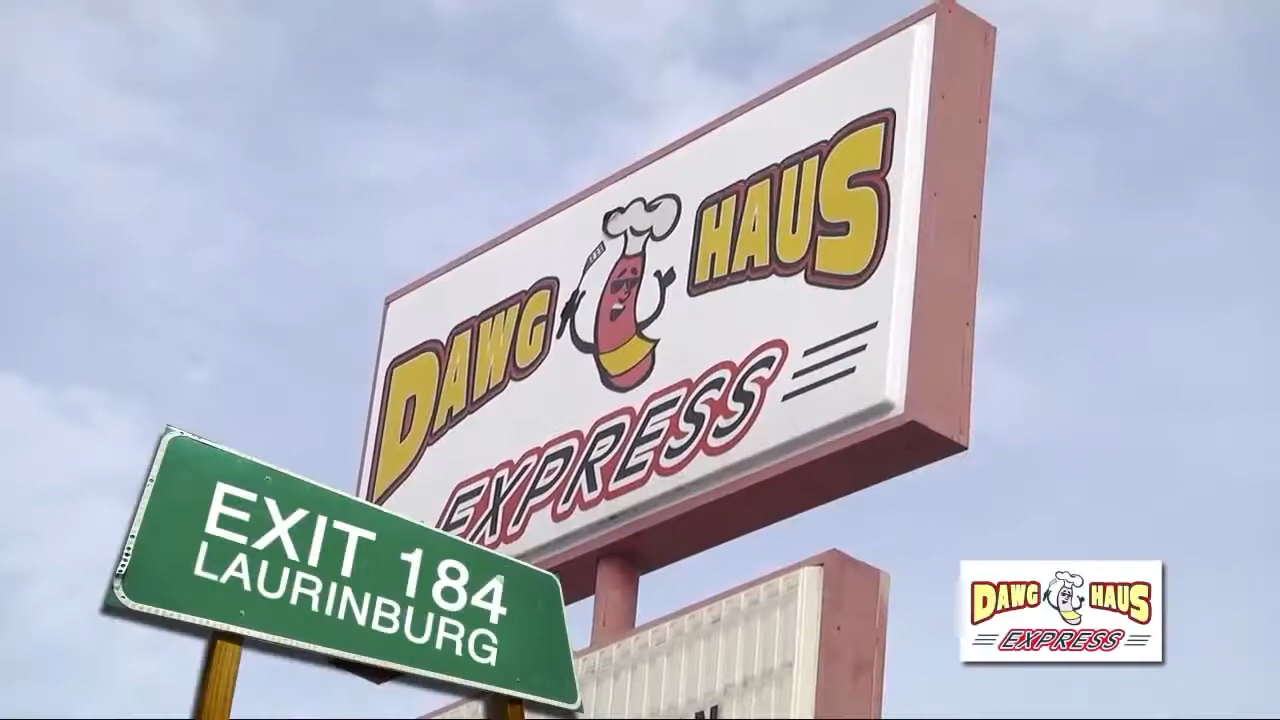 DAWG HAUS
EXPRESS
EXIT 184
LAURINBURG
DAWG HAUS
EXPRESS